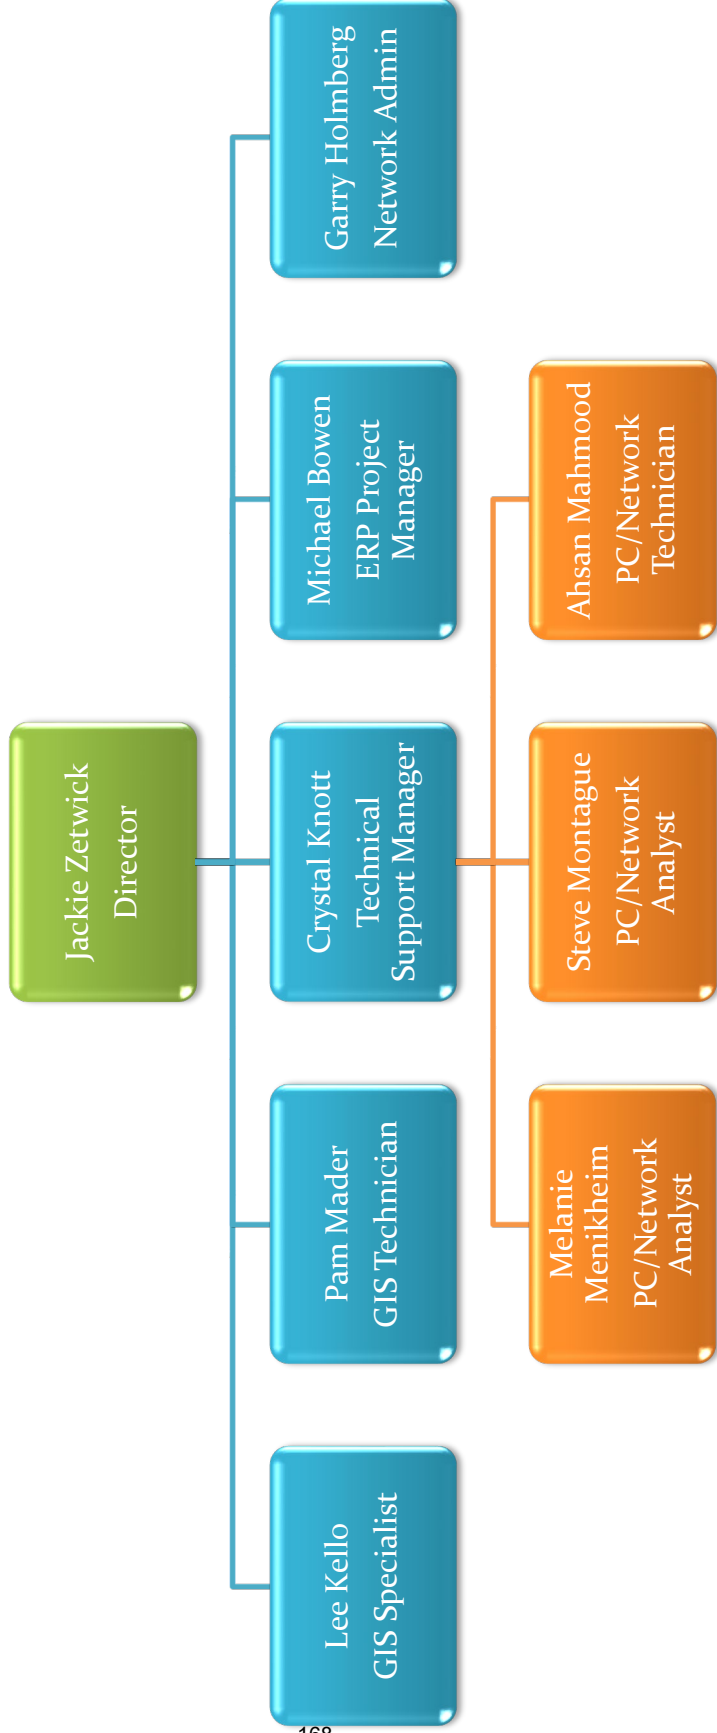 Jackie Zetwick
Director
Lee Kello
GIS Specialist
Pam Mader
GIS Technician
Crystal Knott
Technical
Support Manager
Michael Bowen
ERP Project
Manager
Garry Holmberg
Network Admin
Melanie
Menikheim
PC/Network
Analyst
Steve Montague
PC/Network
Analyst
Ahsan Mahmood
PC/Network
Technician
168